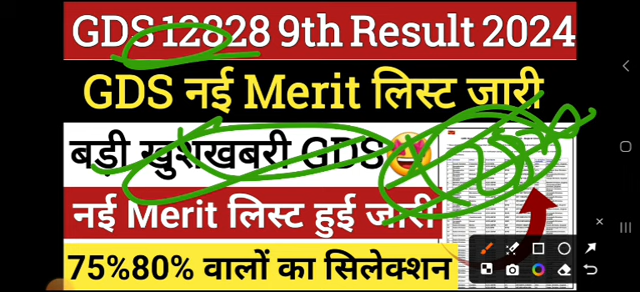 GDS 12828 9th Result 2024
GDS नई Merit लिस्ट जारी
बड़ी खुशखबरी GDS
नई Merit लिस्ट हुई जारी
75%80% वालों का सिलेक्शन